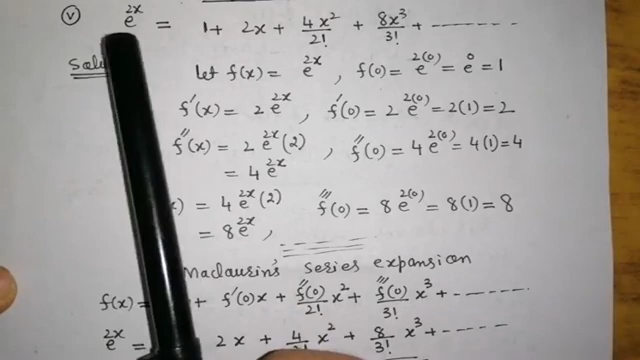 (v) e^{2x} = 1 + 2x + 4x²/2! + 8x³/3! + -------
let f(x) = e^{2x}, f(0) = e^{2(0)} = e^0 = 1
f'(x) = 2e^{2x}, f'(0) = 2e^{2(0)} = 2(1) = 2
f''(x) = 2e^{2x}(2), f''(0) = 4e^{2(0)} = 4(1) = 4
= 4e^{2x}
) = 4e^{2x}(2) f'''(0) = 8e^{2(0)} = 8(1) = 8
= 8e^{2x},
Maclaurin's series expansion
f(x) = + f'(0)x + f''(0)/2! x² + f'''(0)/3! x³ + -------
e^{2x} = 2x + 4/2! x² + 8/3! x³ + -------